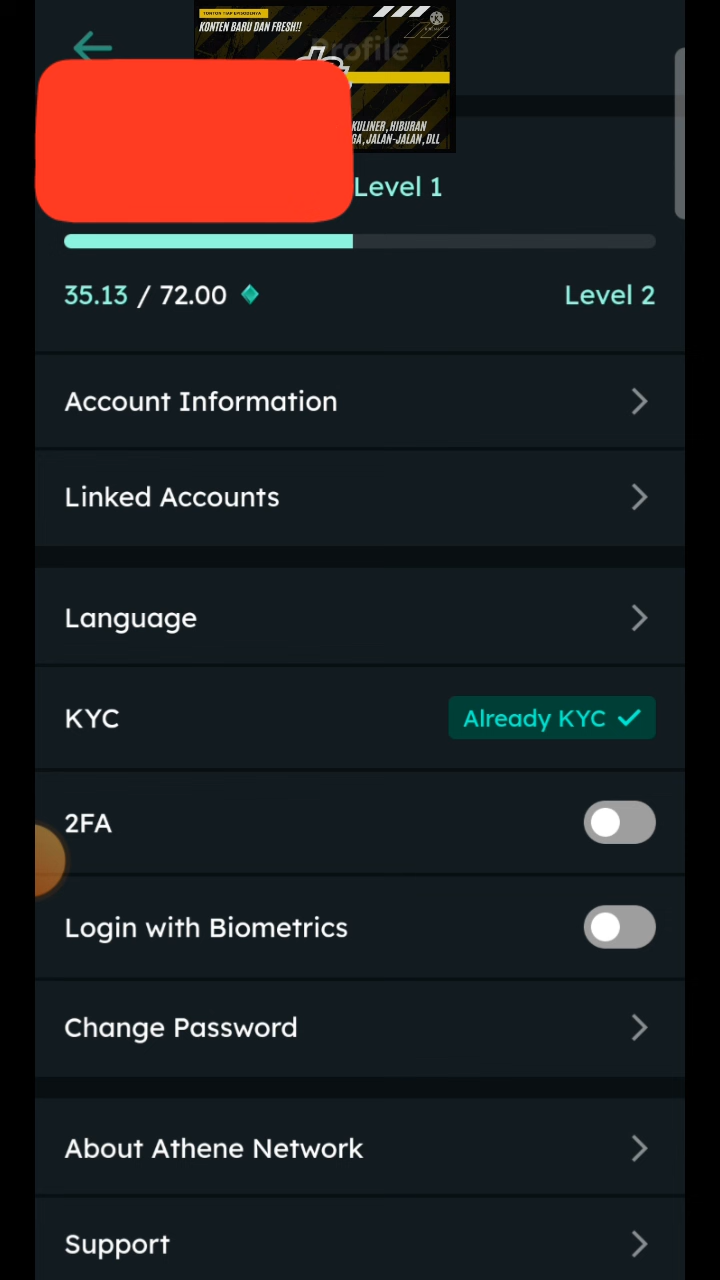 TONTON TIAP EPISODENYA
KONTEN BARU DAN FRESH!!
Profile
KULINER, HIBURAN
GA, JALAN-JALAN, DLL
Level 1
35.13 / 72.00
Level 2
Account Information
Linked Accounts
Language
KYC
Already KYC
2FA
Login with Biometrics
Change Password
About Athene Network
Support